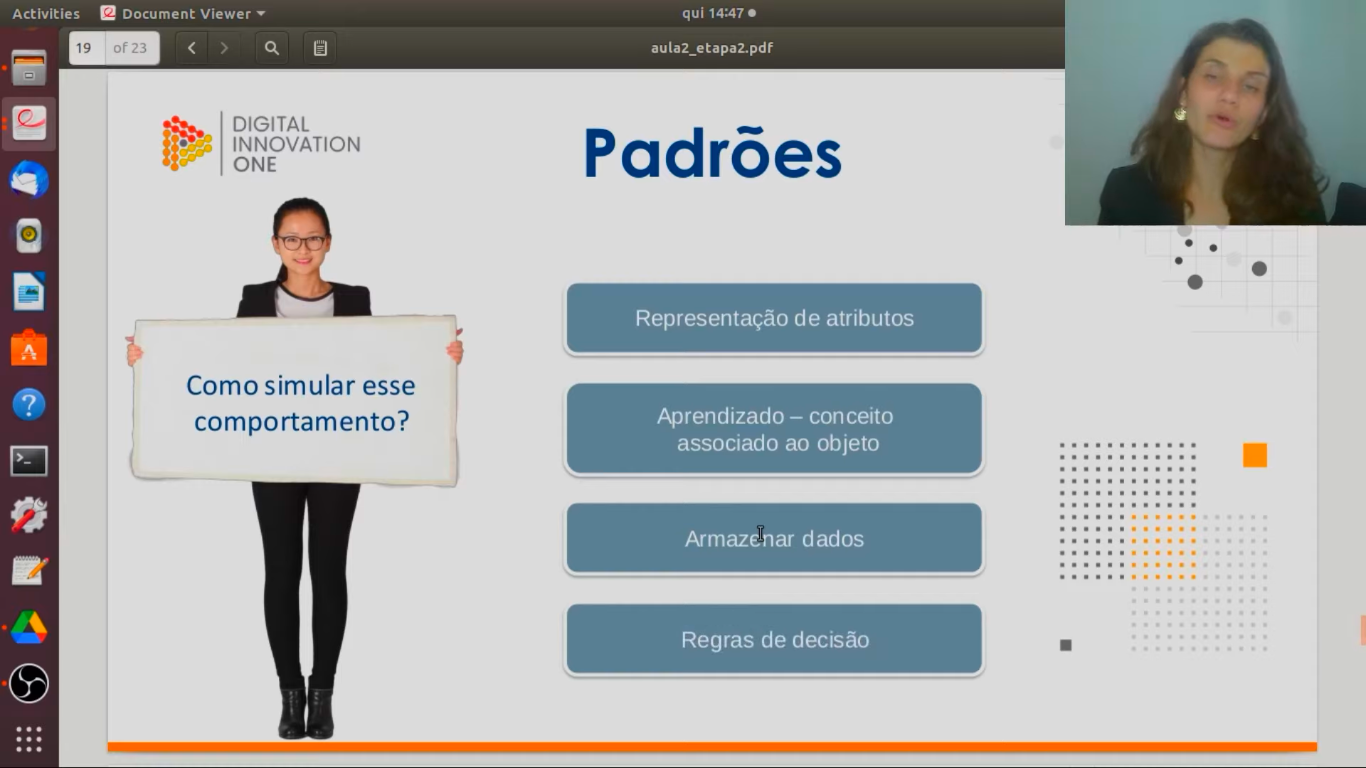 Activities
Document Viewer
qui 14:47
19
of 23
aula2_etapa2.pdf
DIGITAL
INNOVATION
ONE
Padrões
Como simular esse
comportamento?
Representação de atributos
Aprendizado – conceito
associado ao objeto
Armazenar dados
Regras de decisão